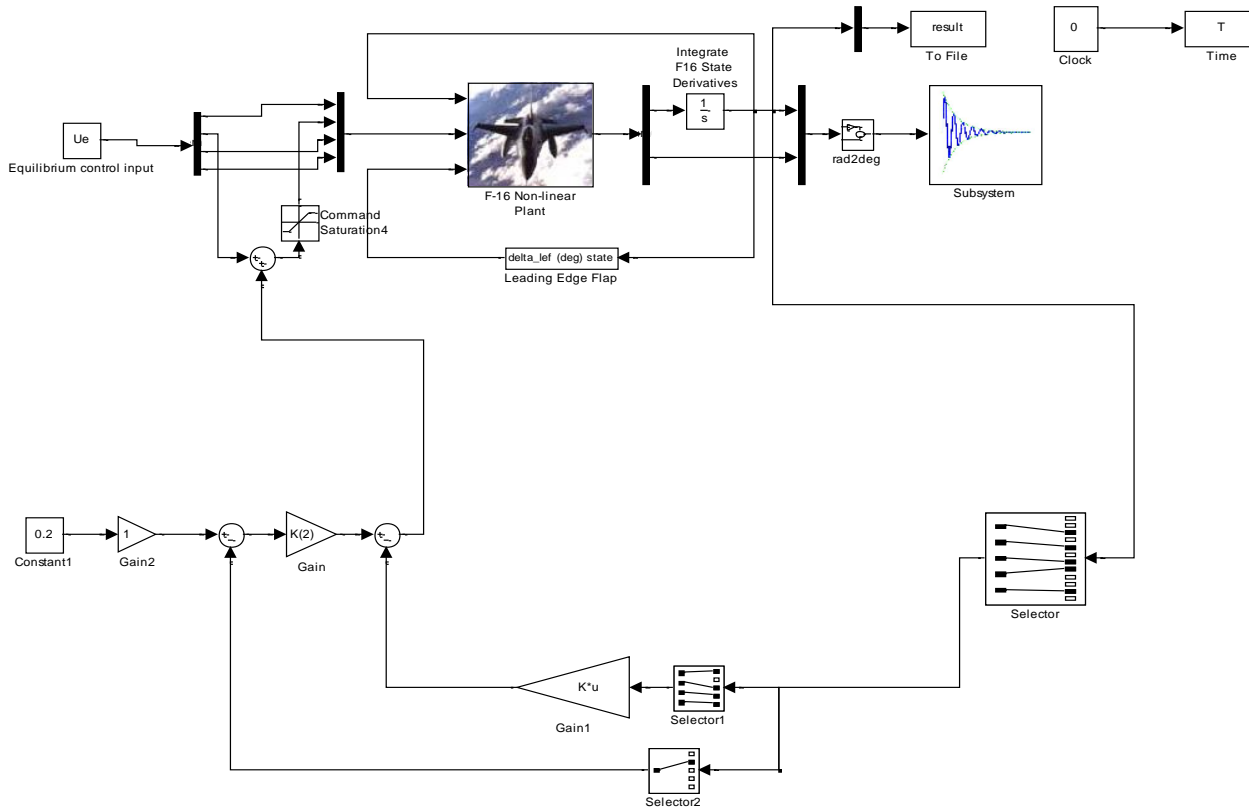 result
To File
0
Clock
T
Time
Integrate
F16 State
Derivatives
1
s
Ue
Equilibrium control input
F-16 Non-linear
Plant
rad2deg
Subsystem
Command
Saturation4
delta_lef (deg) state
Leading Edge Flap
0.2
Constant1
1
Gain2
K(2)
Gain
Selector
K*u
Gain1
Selector1
Selector2